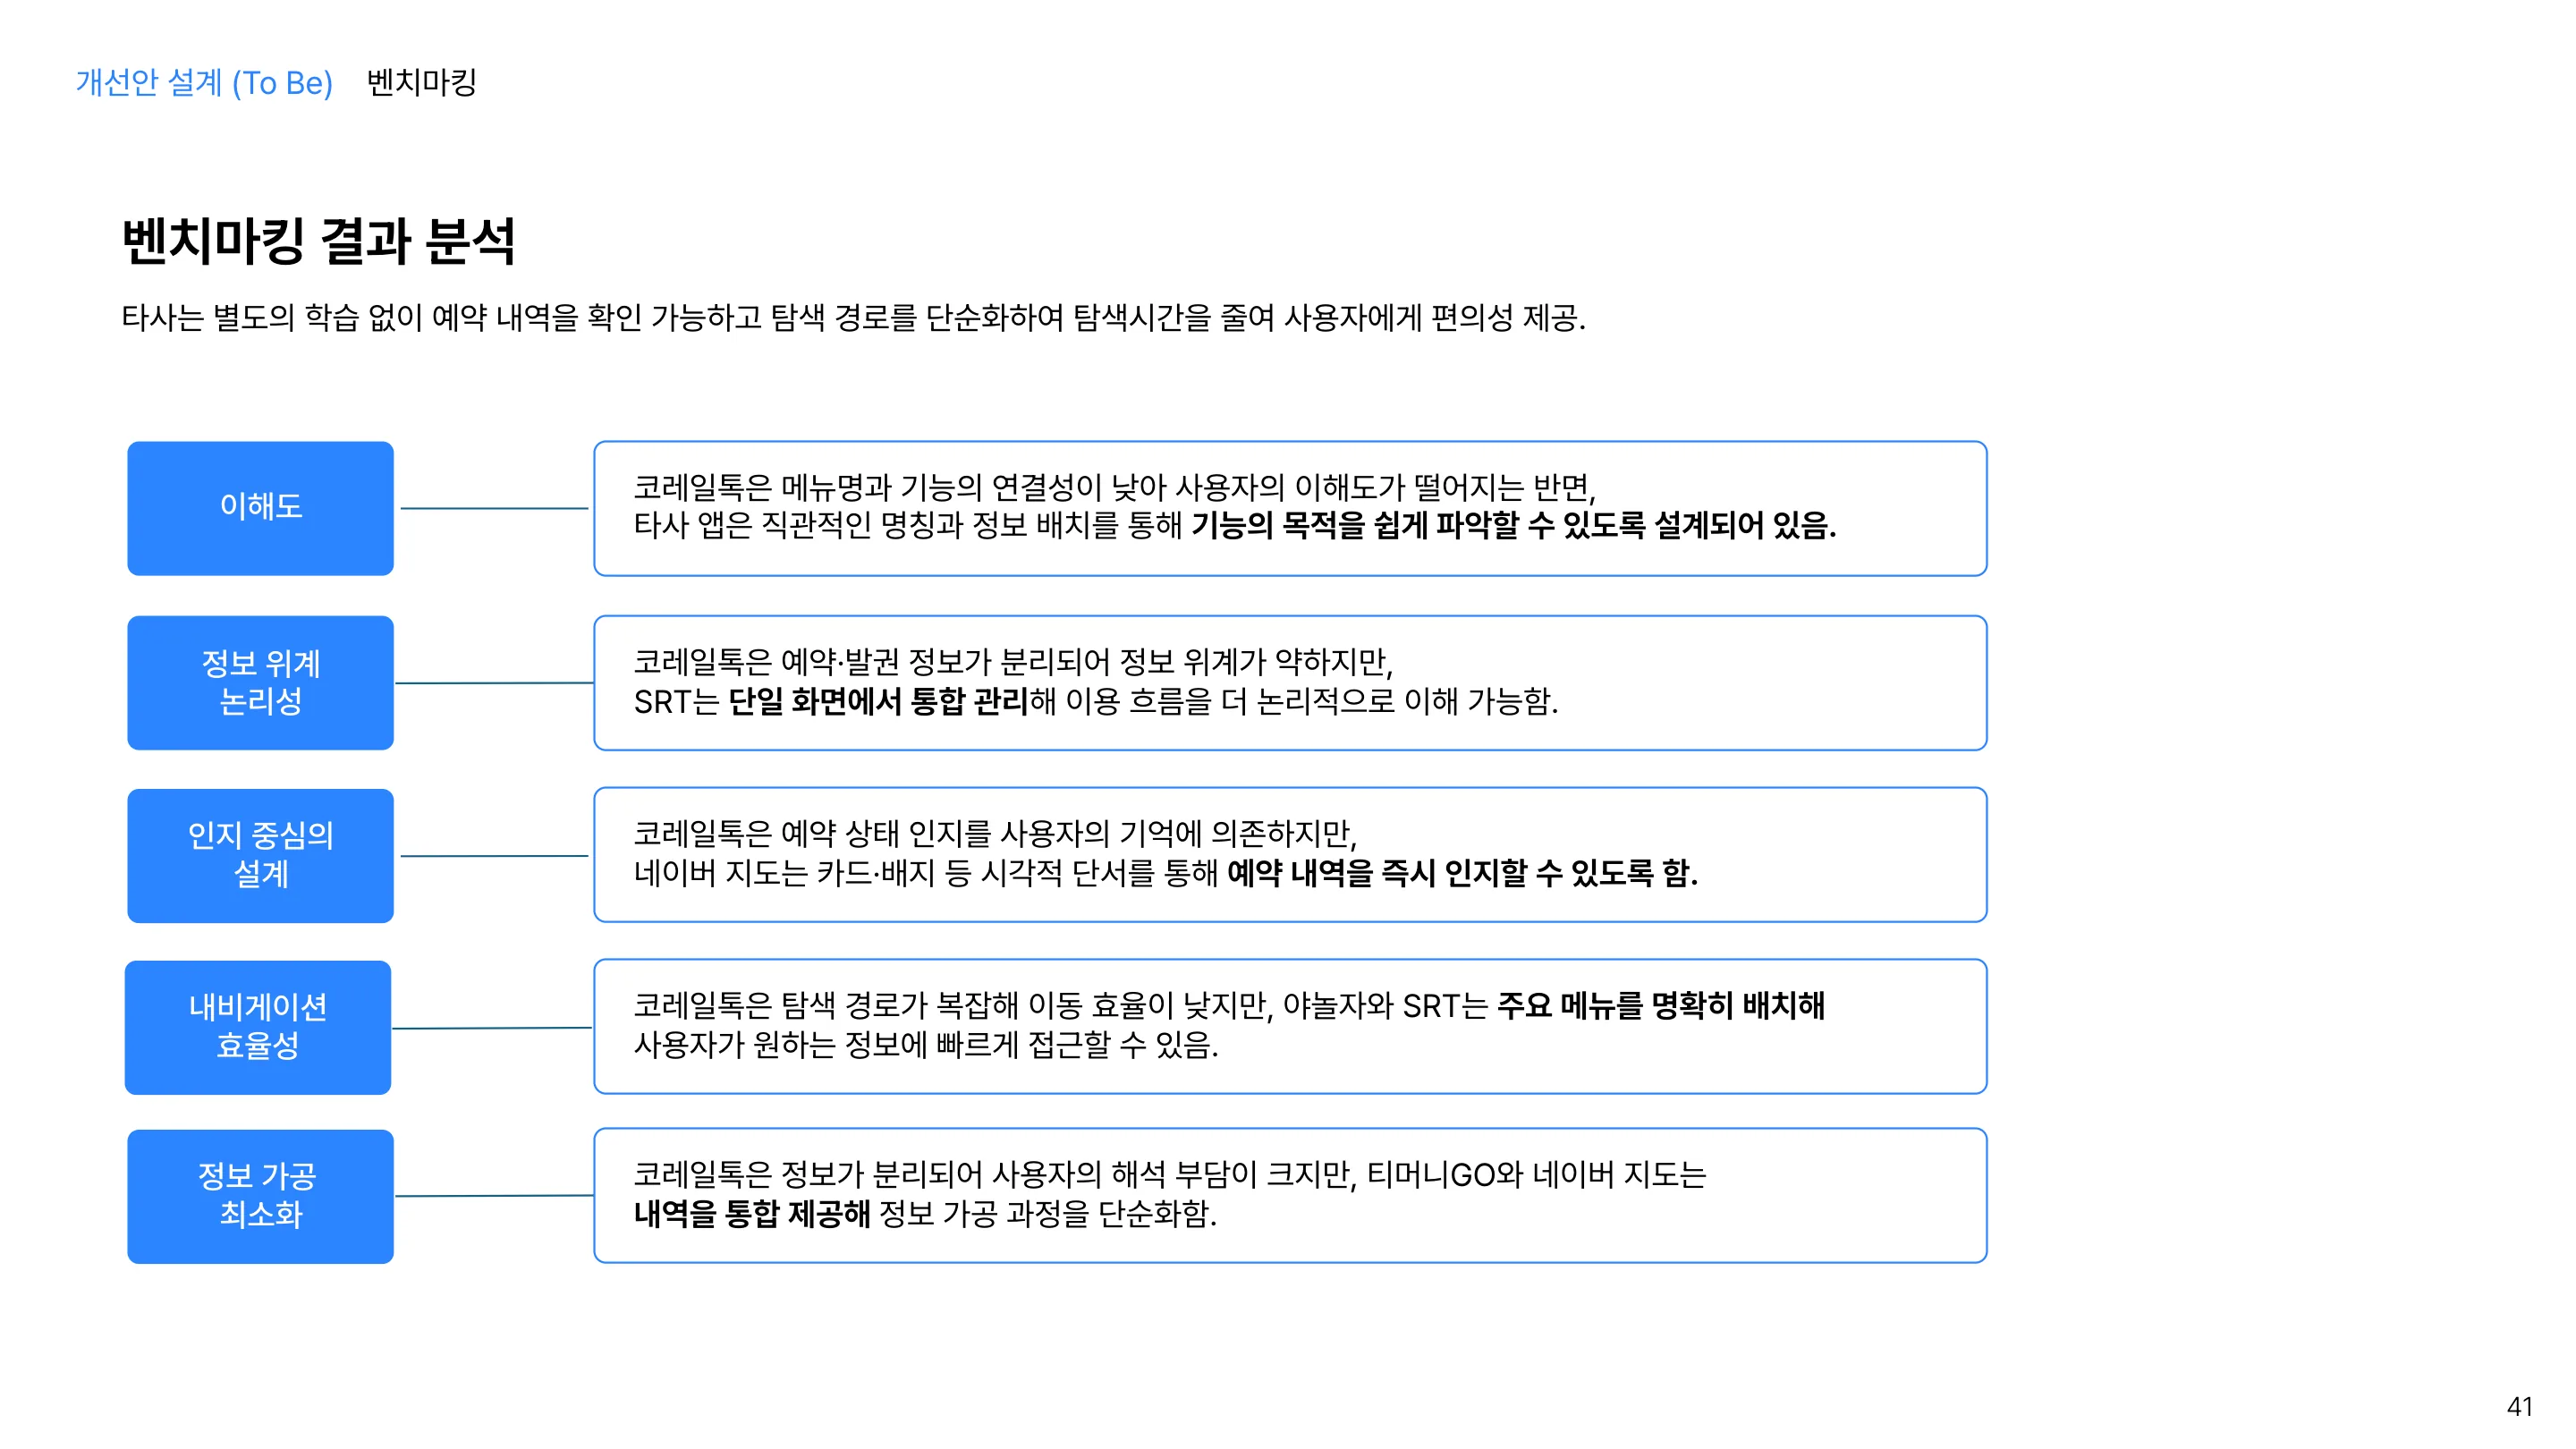 개선안 설계 (To Be) 벤치마킹
벤치마킹 결과 분석
타사는 별도의 학습 없이 예약 내역을 확인 가능하고 탐색 경로를 단순화하여 탐색시간을 줄여 사용자에게 편의성 제공.
이해도
코레일톡은 메뉴명과 기능의 연결성이 낮아 사용자의 이해도가 떨어지는 반면,
타사 앱은 직관적인 명칭과 정보 배치를 통해 기능의 목적을 쉽게 파악할 수 있도록 설계되어 있음.
정보 위계
논리성
코레일톡은 예약·발권 정보가 분리되어 정보 위계가 약하지만,
SRT는 단일 화면에서 통합 관리해 이용 흐름을 더 논리적으로 이해 가능함.
인지 중심의
설계
코레일톡은 예약 상태 인지를 사용자의 기억에 의존하지만,
네이버 지도는 카드·배지 등 시각적 단서를 통해 예약 내역을 즉시 인지할 수 있도록 함.
내비게이션
효율성
코레일톡은 탐색 경로가 복잡해 이동 효율이 낮지만, 야놀자와 SRT는 주요 메뉴를 명확히 배치해
사용자가 원하는 정보에 빠르게 접근할 수 있음.
정보 가공
최소화
코레일톡은 정보가 분리되어 사용자의 해석 부담이 크지만, 티머니GO와 네이버 지도는
내역을 통합 제공해 정보 가공 과정을 단순화함.
41